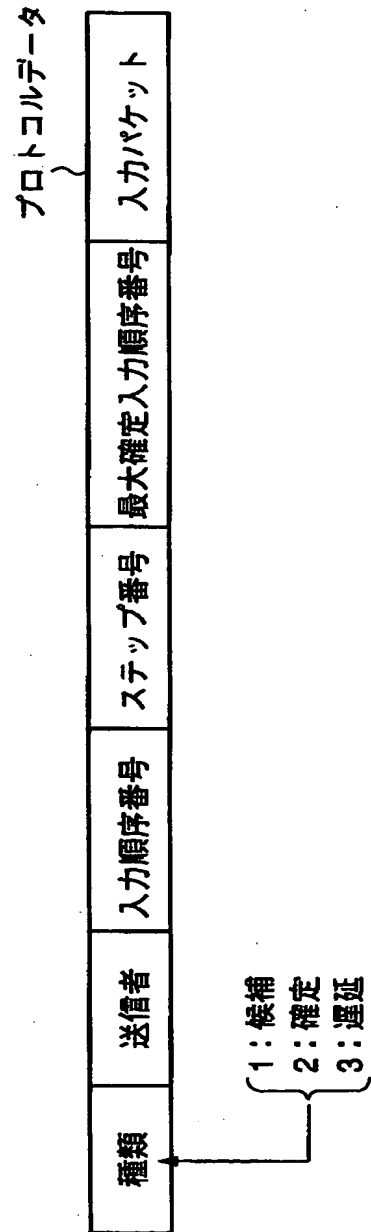 プロトコルデータ
種類
送信者
入力順序番号
ステップ番号
最大確定入力順序番号
入力パケット
1:候補
2:確定
3:遅延